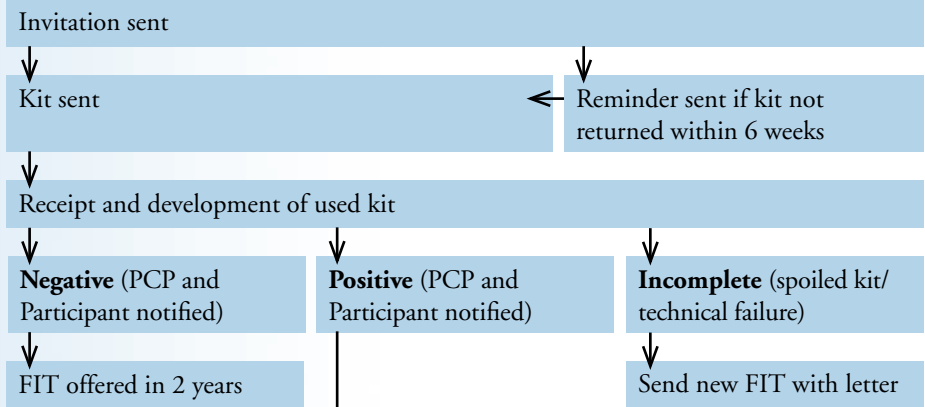 Invitation sent
Kit sent
Reminder sent if kit not
returned within 6 weeks
Receipt and development of used kit
Negative (PCP and
Participant notified)
Positive (PCP and
Participant notified)
Incomplete (spoiled kit/
technical failure)
FIT offered in 2 years
Send new FIT with letter